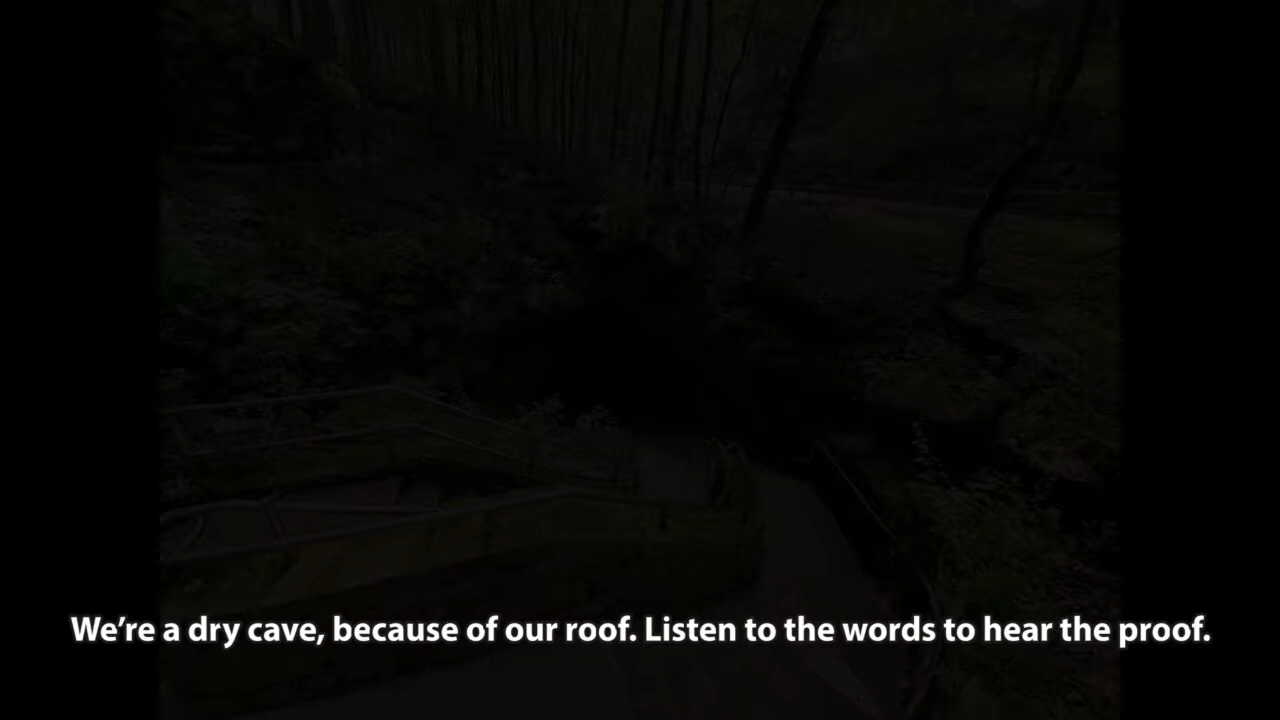 We’re a dry cave, because of our roof. Listen to the words to hear the proof.